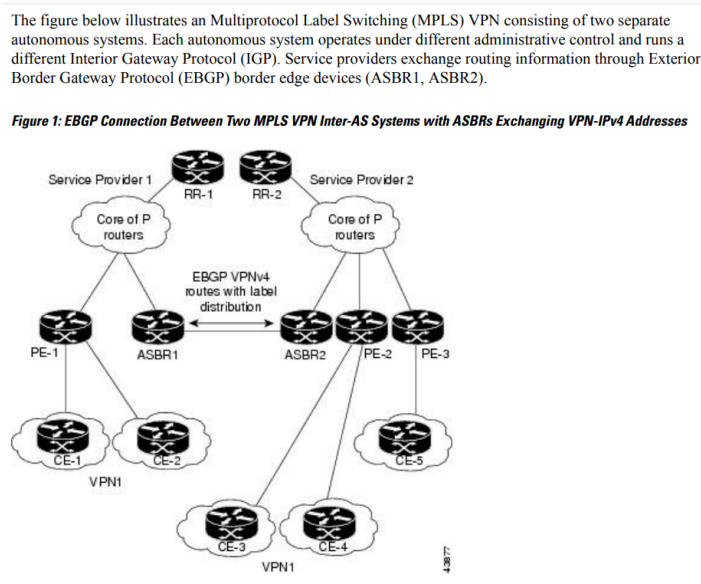 The figure below illustrates an Multiprotocol Label Switching (MPLS) VPN consisting of two separate
autonomous systems. Each autonomous system operates under different administrative control and runs a
different Interior Gateway Protocol (IGP). Service providers exchange routing information through Exterior
Border Gateway Protocol (EBGP) border edge devices (ASBR1, ASBR2).
Figure 1: EBGP Connection Between Two MPLS VPN Inter-AS Systems with ASBRs Exchanging VPN-IPv4 Addresses
Service Provider 1
RR-1
RR-2
Service Provider 2
Core of P
routers
Core of P
routers
EBGP VPNv4
routes with label
distribution
PE-1
ASBR1
ASBR2
PE-2
PE-3
CE-1
CE-2
CE-5
VPN1
CE-3
CE-4
VPN1
43877